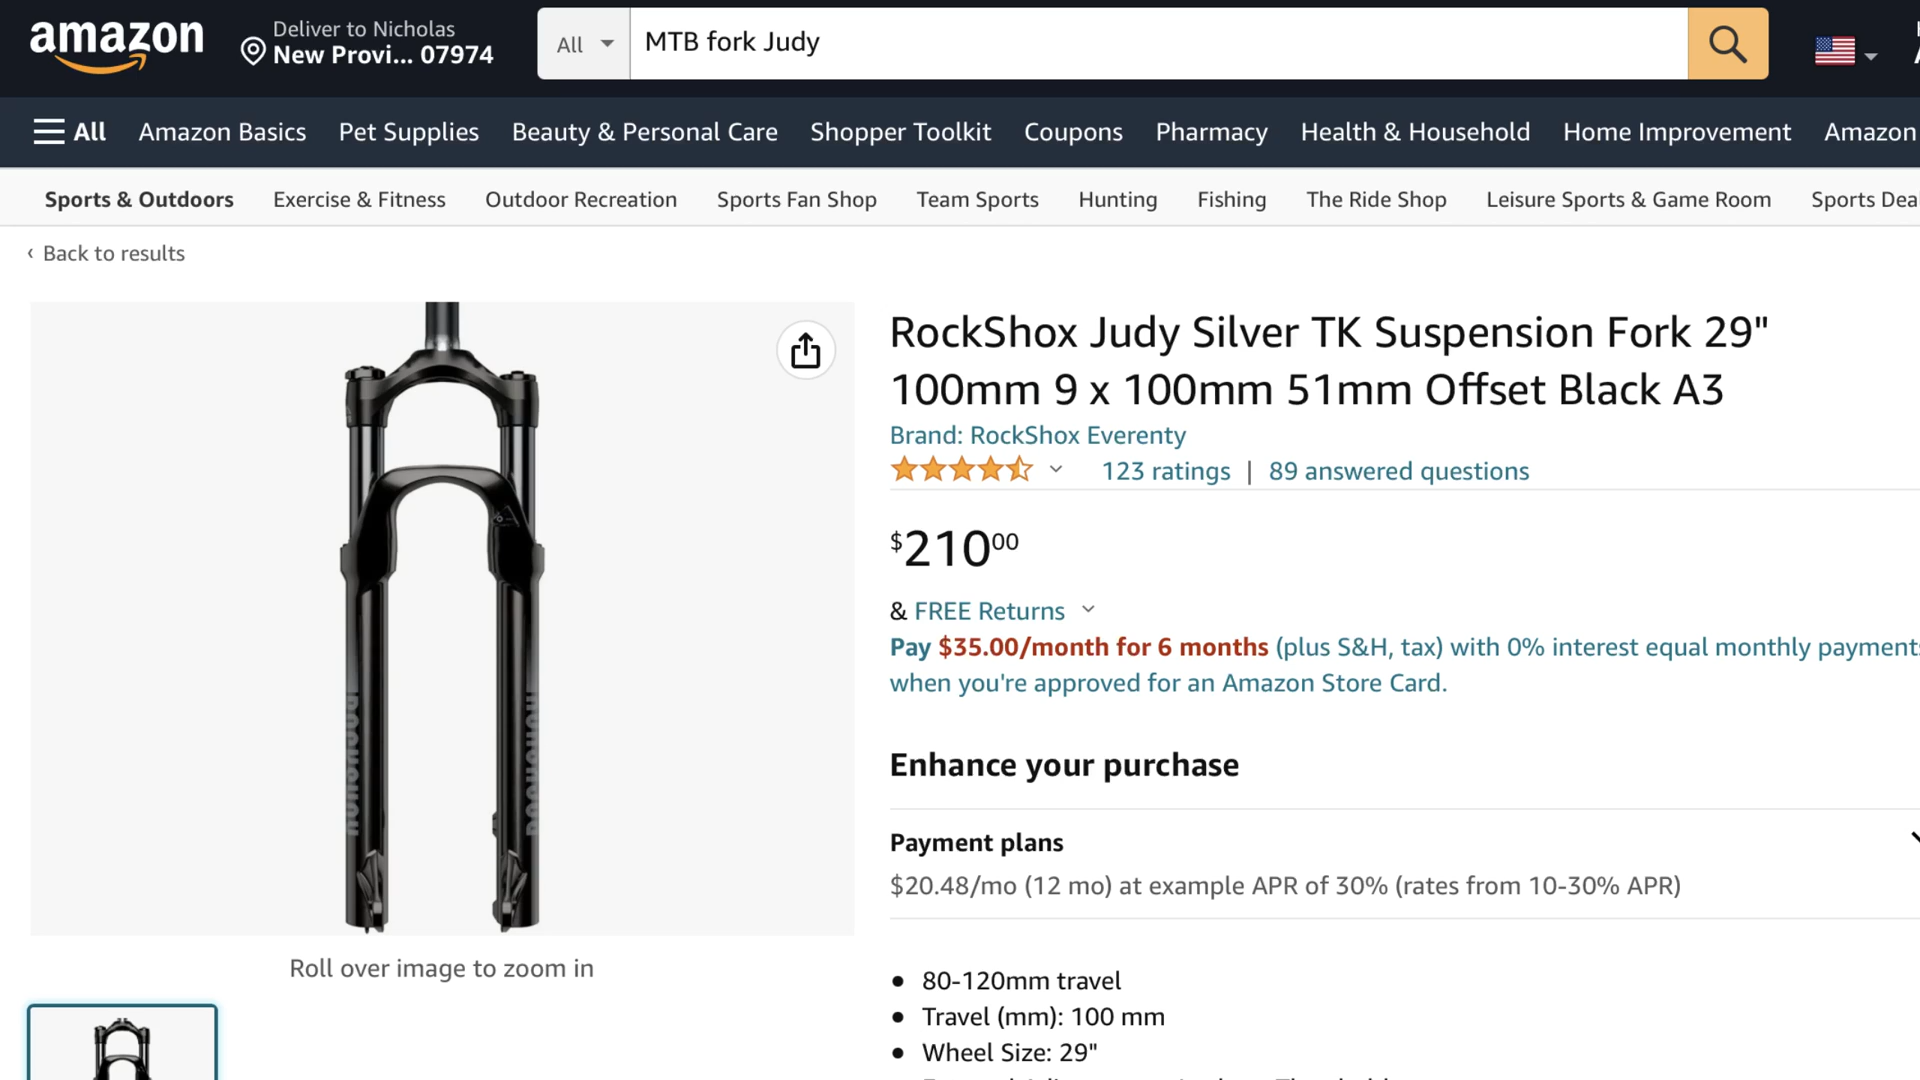 amazon
Deliver to Nicholas
New Provi... 07974
All
MTB fork Judy
All Amazon Basics Pet Supplies Beauty & Personal Care Shopper Toolkit Coupons Pharmacy Health & Household Home Improvement Amazon
Sports & Outdoors Exercise & Fitness Outdoor Recreation Sports Fan Shop Team Sports Hunting Fishing The Ride Shop Leisure Sports & Game Room Sports Dea
‹ Back to results
RockShox Judy Silver TK Suspension Fork 29"
100mm 9 x 100mm 51mm Offset Black A3
Brand: RockShox Everenty
123 ratings | 89 answered questions
$21000
& FREE Returns
Pay $35.00/month for 6 months (plus S&H, tax) with 0% interest equal monthly payments
when you're approved for an Amazon Store Card.
Enhance your purchase
Payment plans
$20.48/mo (12 mo) at example APR of 30% (rates from 10-30% APR)
ROCKSHOX
ROCKSHOX
Roll over image to zoom in
• 80-120mm travel
• Travel (mm): 100 mm
• Wheel Size: 29"